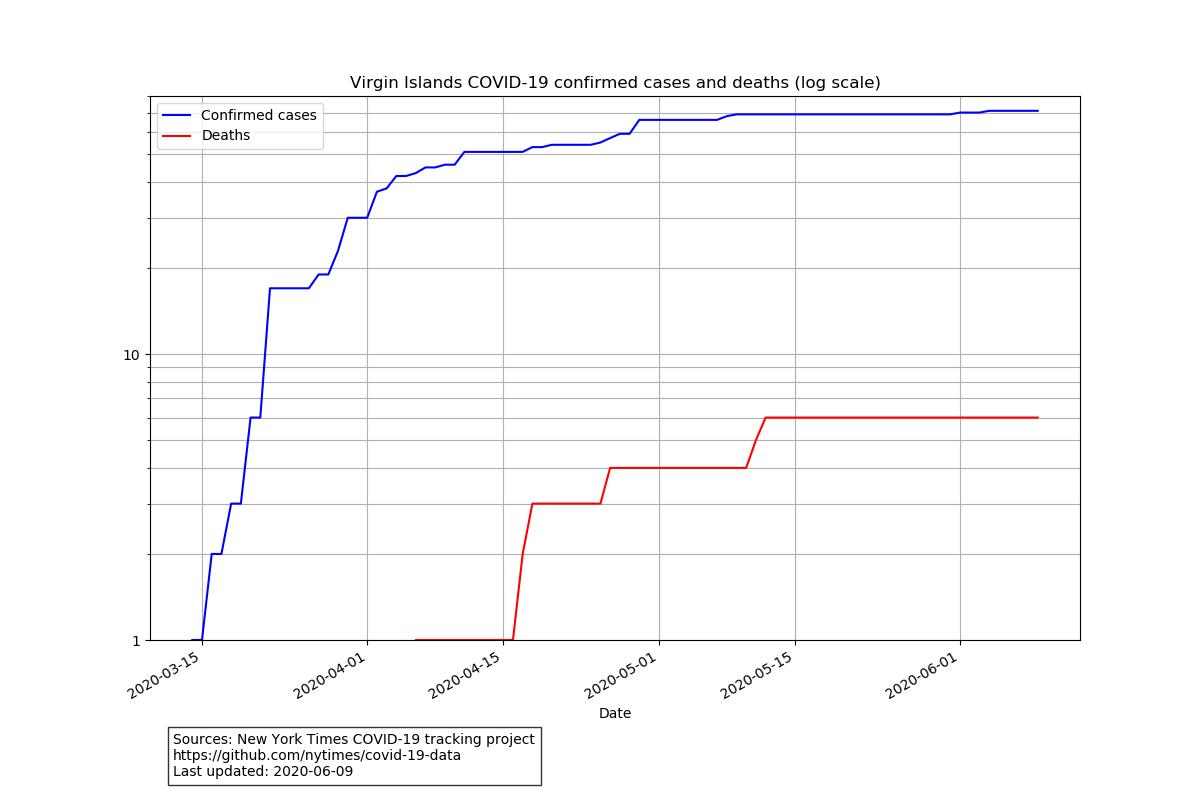 Virgin Islands COVID-19 confirmed cases and deaths (log scale)
Confirmed cases
Deaths
10
1
2020-03-15
2020-04-01
2020-04-15
2020-05-01
2020-05-15
2020-06-01
Date
Sources: New York Times COVID-19 tracking project
https://github.com/nytimes/covid-19-data
Last updated: 2020-06-09